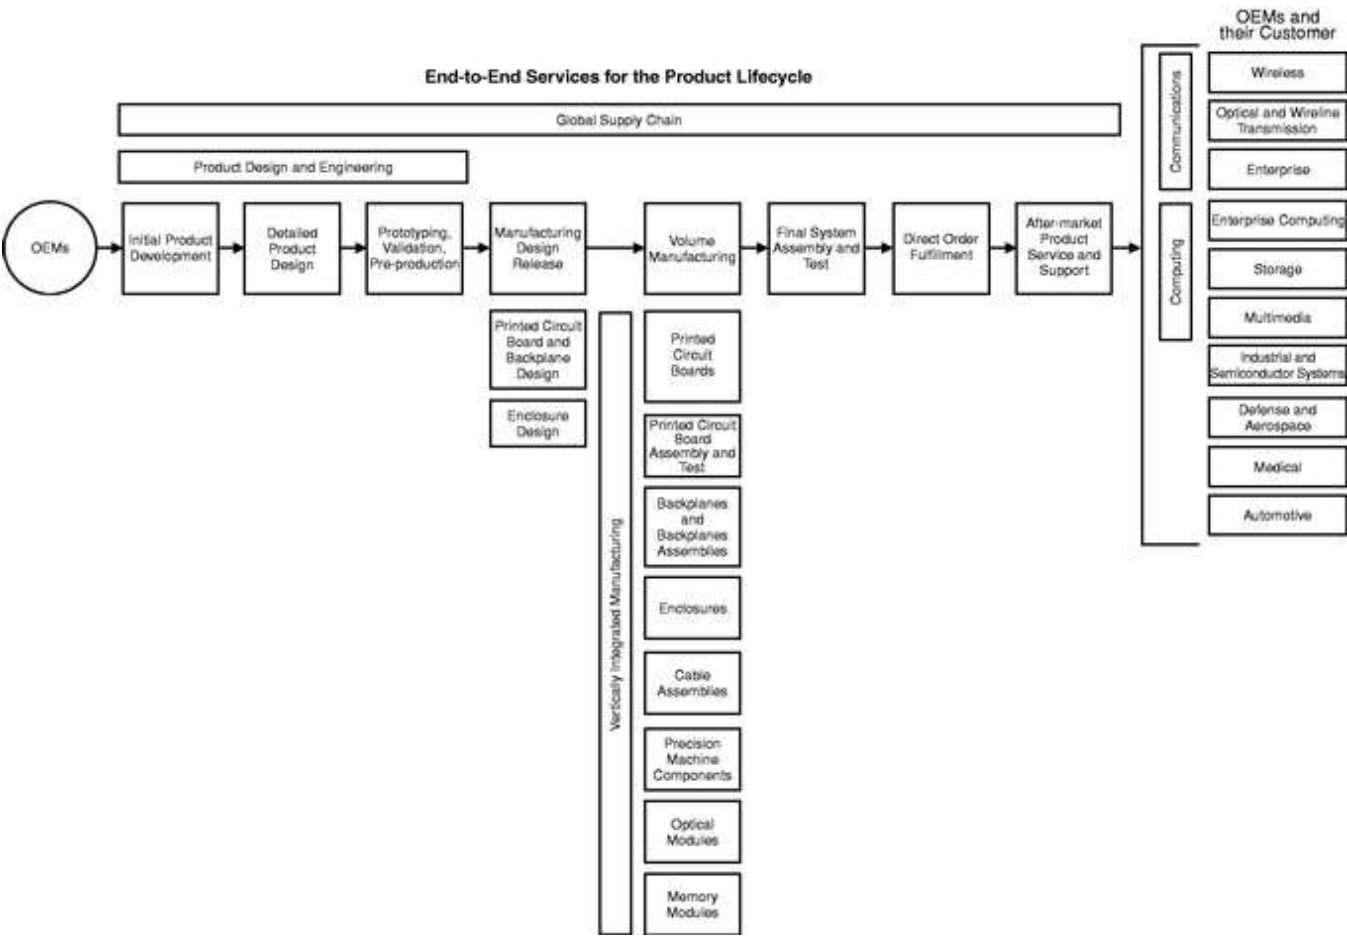 OEMs and
their Customer
End-to-End Services for the Product Lifecycle
Global Supply Chain
Product Design and Engineering
OEMs
Initial Product
Development
Detailed
Product
Design
Prototyping,
Validation,
Pre-production
Manufacturing
Design
Release
Volume
Manufacturing
Final System
Assembly and
Test
Direct Order
Fulfillment
After-market
Product
Service and
Support
Printed Circuit
Board and
Backplane
Design
Enclosure
Design
Vertically Integrated Manufacturing
Printed
Circuit
Boards
Printed Circuit
Board
Assembly and
Test
Backplanes
and
Backplanes
Assemblies
Enclosures
Cable
Assemblies
Precision
Machine
Components
Optical
Modules
Memory
Modules
Communications
Computing
Wireless
Optical and Wireline
Transmission
Enterprise
Enterprise Computing
Storage
Multimedia
Industrial and
Semiconductor Systems
Defense and
Aerospace
Medical
Automotive